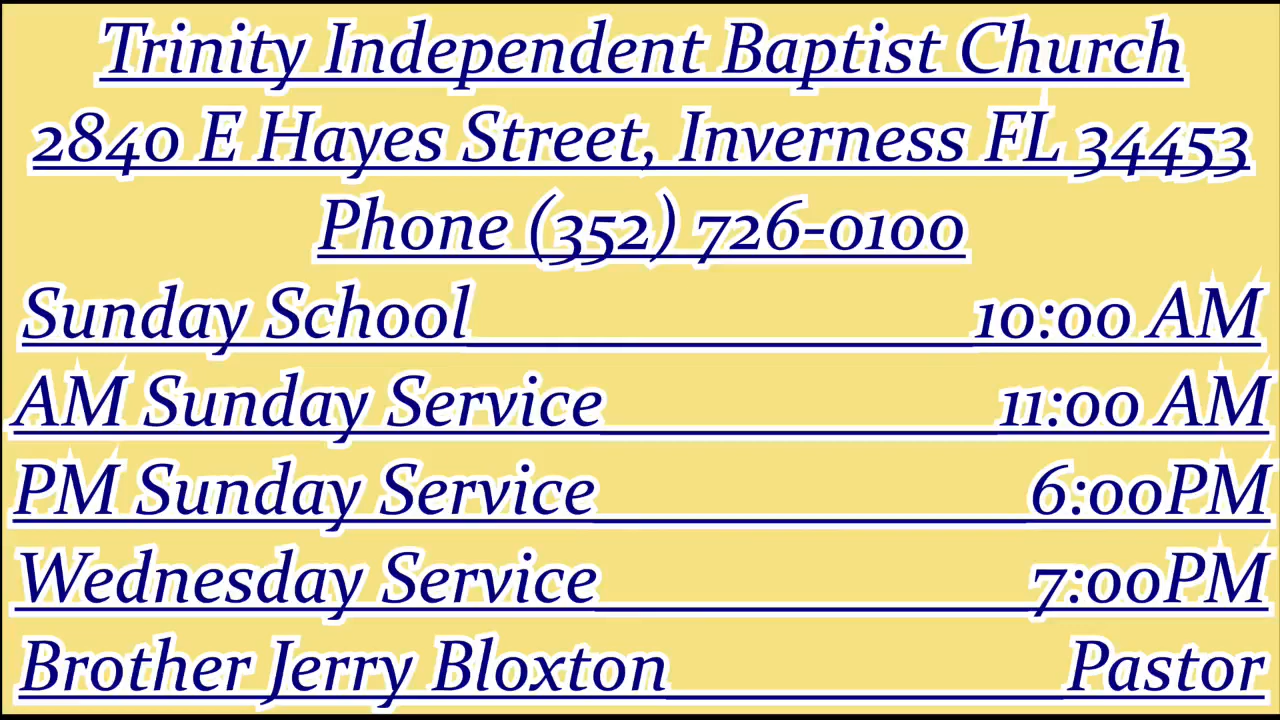 Trinity Independent Baptist Church
2840 E Hayes Street, Inverness FL 34453
Phone (352) 726-0100
Sunday School 10:00 AM
AM Sunday Service 11:00 AM
PM Sunday Service 6:00PM
Wednesday Service 7:00PM
Brother Jerry Bloxton Pastor